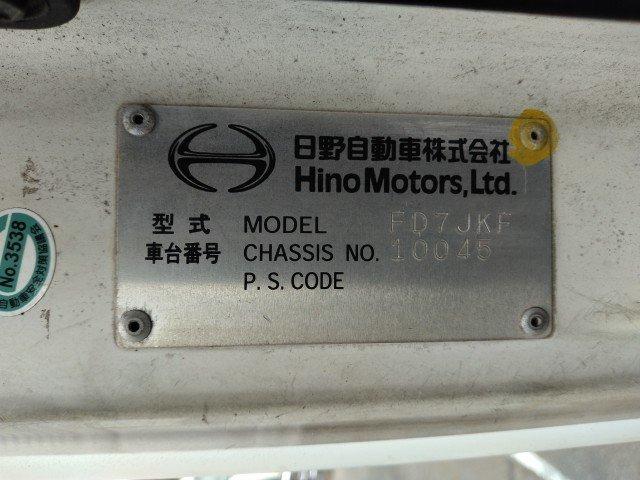 日野自動車株式会社
Hino Motors, Ltd.
型式 MODEL FD7JKF
車台番号 CHASSIS NO. 10045
P.S.CODE
No.3538